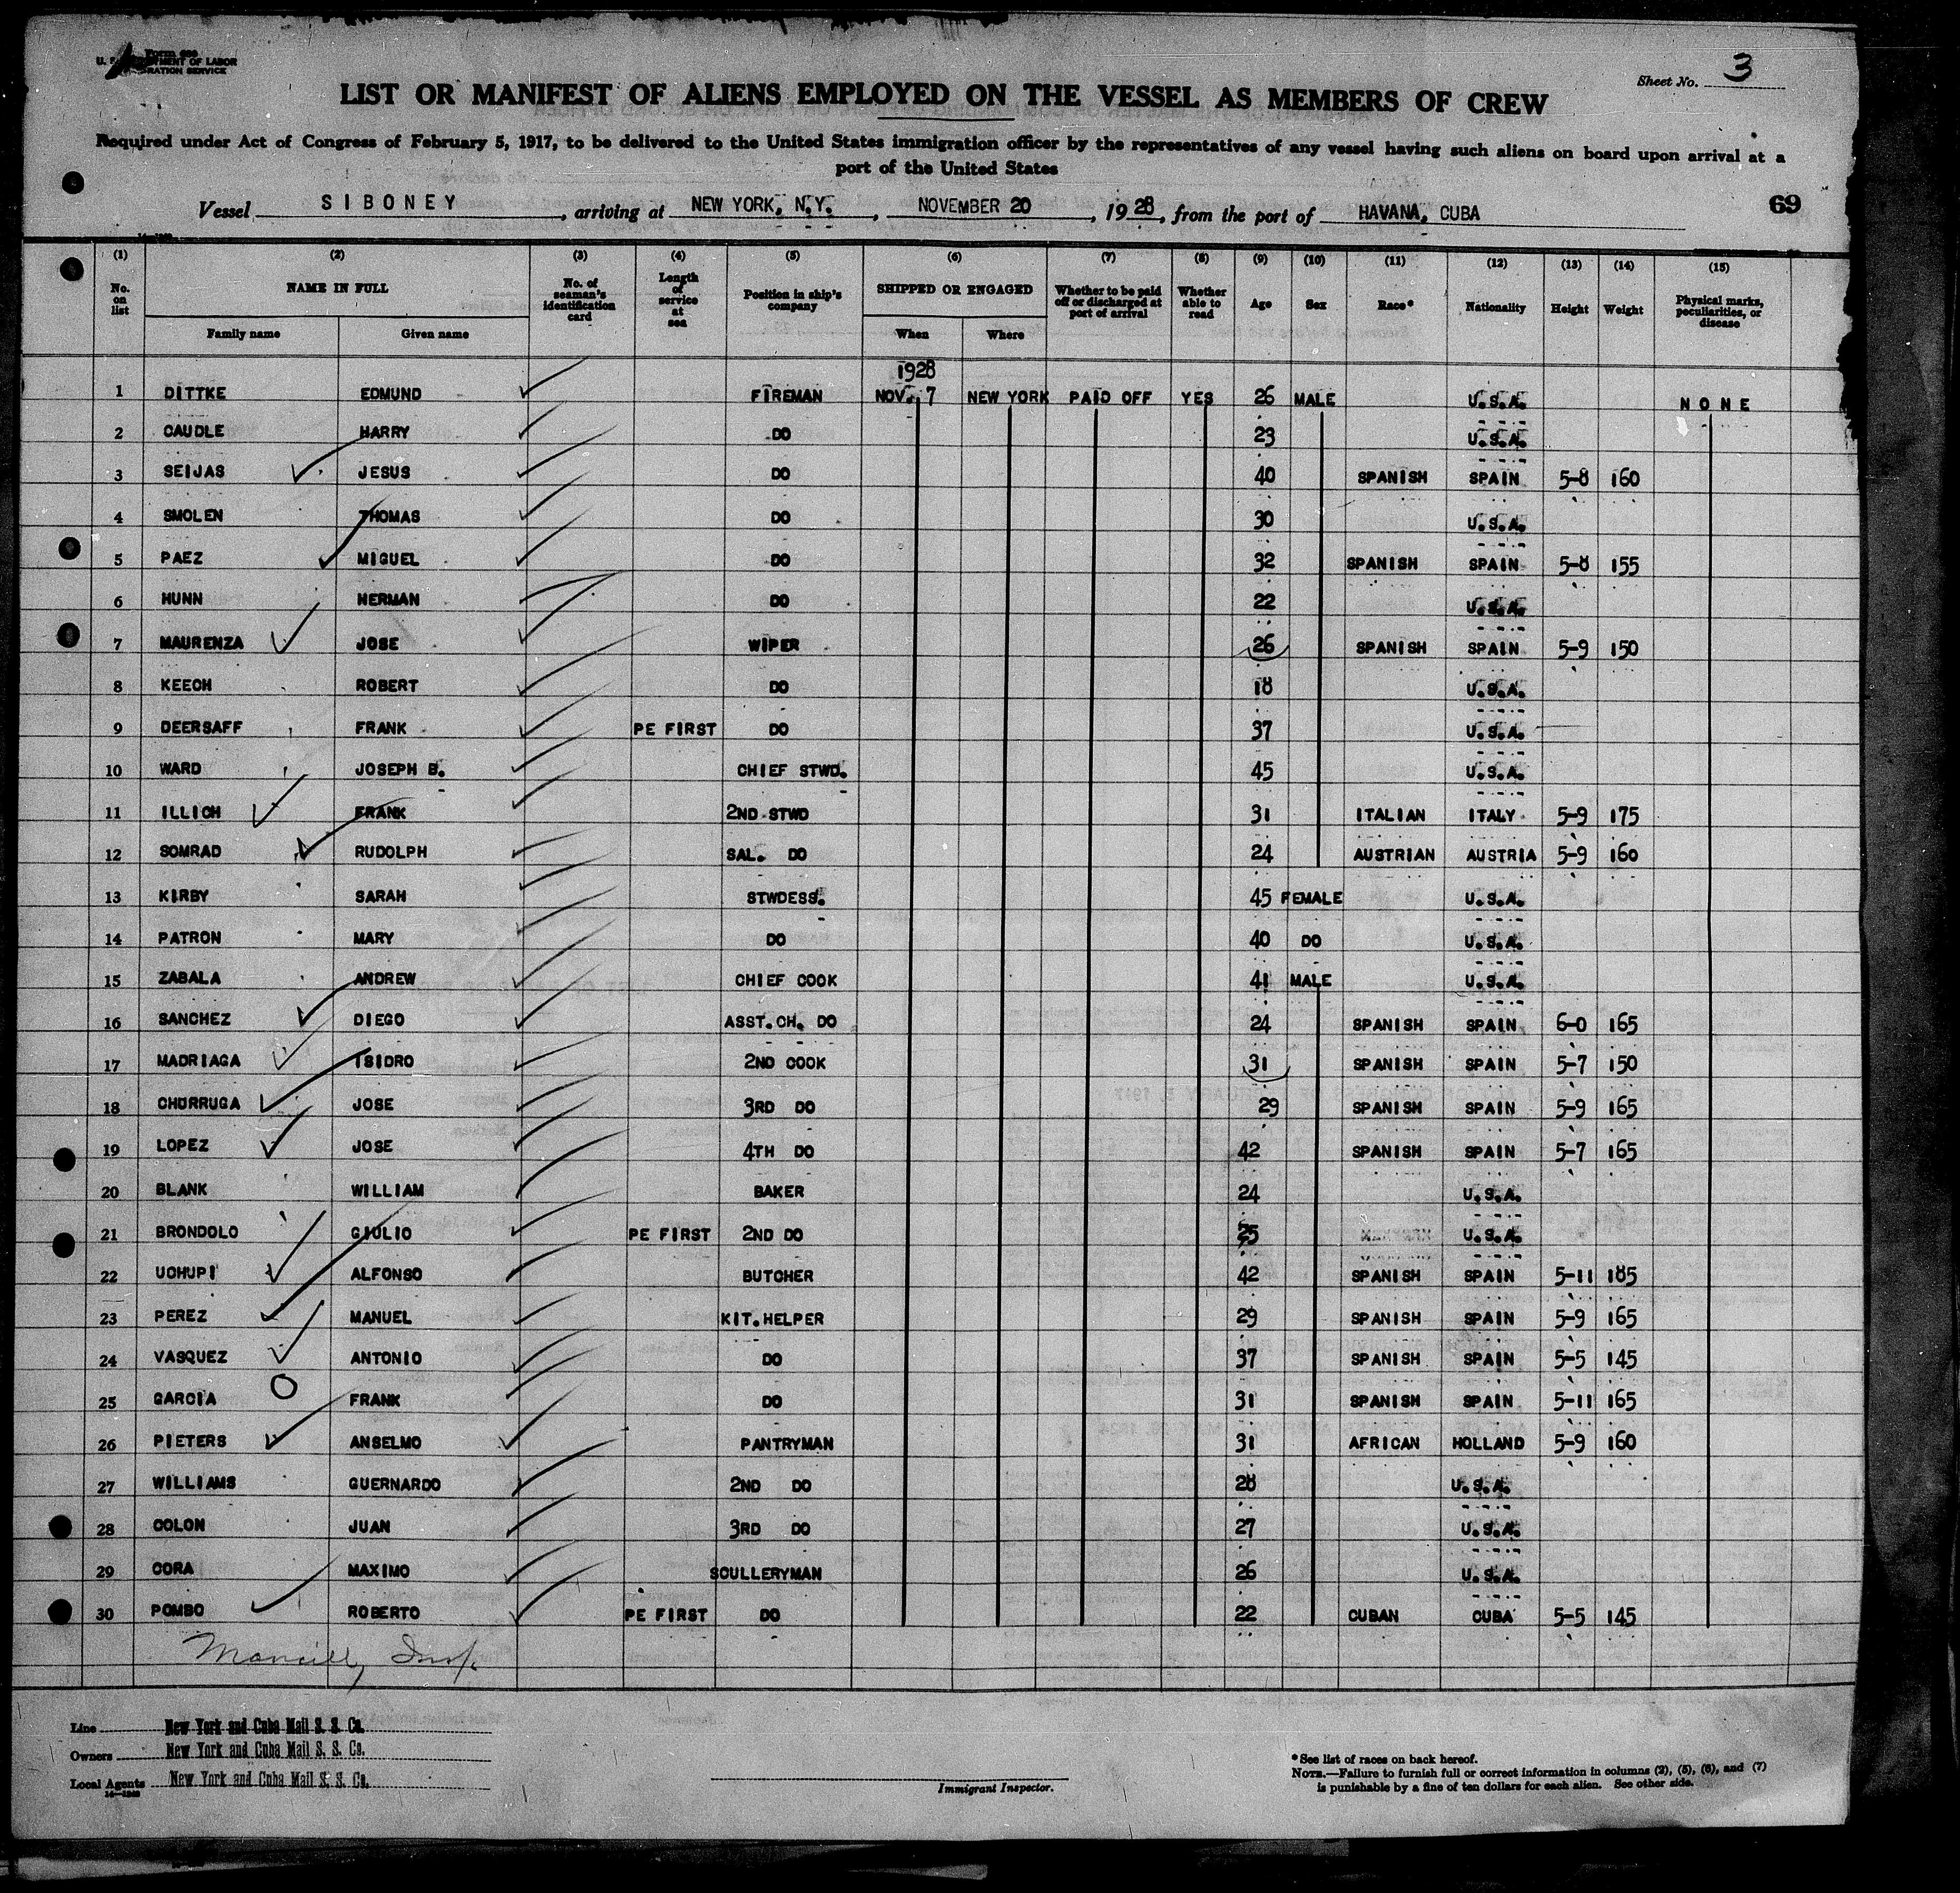 Sheet No. 3
LIST OR MANIFEST OF ALIENS EMPLOYED ON THE VESSEL AS MEMBERS OF CREW
Required under Act of Congress of February 5, 1917, to be delivered to the United States immigration officer by the representatives of any vessel having such aliens on board upon arrival at a
port of the United States
Vessel SIBONEY, arriving at NEW YORK, N.Y., NOVEMBER 20, 1928, from the port of HAVANA, CUBA
69
(1) (2) (3) (4) (5) (6) (7) (8) (9) (10) (11) (12) (13) (14) (15)
No. on list NAME IN FULL Family name Given name No. of seaman's identification card Length of service at sea Position in ship's company SHIPPED OR ENGAGED When Where Whether to be paid off or discharged at port of arrival Whether able to read Age Sex Race* Nationality Height Weight Physical marks, peculiarities, or disease
1928
1 DITTKE EDMUND FIREMAN NOV. 7 NEW YORK PAID OFF YES 26 MALE U.S.A. NONE
2 CAUDLE HARRY DO 23 U.S.A.
3 SEIJAS JESUS DO 40 SPANISH SPAIN 5-8 160
4 SMOLEN THOMAS DO 30 U.S.A.
5 PAEZ MIGUEL DO 32 SPANISH SPAIN 5-8 155
6 HUNN HERMAN DO 22 U.S.A.
7 MAURENZA JOSE WIPER 26 SPANISH SPAIN 5-9 150
8 KEECH ROBERT DO 18 U.S.A.
9 DEERSAFF FRANK PE FIRST DO 37 U.S.A.
10 WARD JOSEPH B. CHIEF STWD. 45 U.S.A.
11 ILLICH FRANK 2ND STWD 31 ITALIAN ITALY 5-9 175
12 SOMRAD RUDOLPH SAL. DO 24 AUSTRIAN AUSTRIA 5-9 160
13 KIRBY SARAH STWDESS. 45 FEMALE U.S.A.
14 PATRON MARY DO 40 DO U.S.A.
15 ZABALA ANDREW CHIEF COOK 41 MALE U.S.A.
16 SANCHEZ DIEGO ASST.CH. DO 24 SPANISH SPAIN 6-0 165
17 MADRIAGA ISIDRO 2ND COOK 31 SPANISH SPAIN 5-7 150
18 CHURRUGA JOSE 3RD DO 29 SPANISH SPAIN 5-9 165
19 LOPEZ JOSE 4TH DO 42 SPANISH SPAIN 5-7 165
20 BLANK WILLIAM BAKER 24 U.S.A.
21 BRONDOLO GIULIO PE FIRST 2ND DO U.S.A.
22 UCHUPI ALFONSO BUTCHER 42 SPANISH SPAIN 5-11 185
23 PEREZ MANUEL KIT.HELPER 29 SPANISH SPAIN 5-9 165
24 VASQUEZ ANTONIO DO 37 SPANISH SPAIN 5-5 145
25 GARCIA FRANK DO 31 SPANISH SPAIN 5-11 165
26 PIETERS ANSELMO PANTRYMAN 31 AFRICAN HOLLAND 5-9 160
27 WILLIAMS GUERNARDO 2ND DO 28 U.S.A.
28 COLON JUAN 3RD DO 27 U.S.A.
29 CORA MAXIMO SCULLERYMAN 26 U.S.A.
30 POMBO ROBERTO PE FIRST DO 22 CUBAN CUBA 5-5 145
Line New York and Cuba Mail S. S. Co.
Owners New York and Cuba Mail S. S. Co.
Local Agents New York and Cuba Mail S. S. Co.
Immigrant Inspector.
*See list of races on back hereof.
NOTE.—Failure to furnish full or correct information in columns (2), (5), (6), and (7)
is punishable by a fine of ten dollars for each alien. See other side.